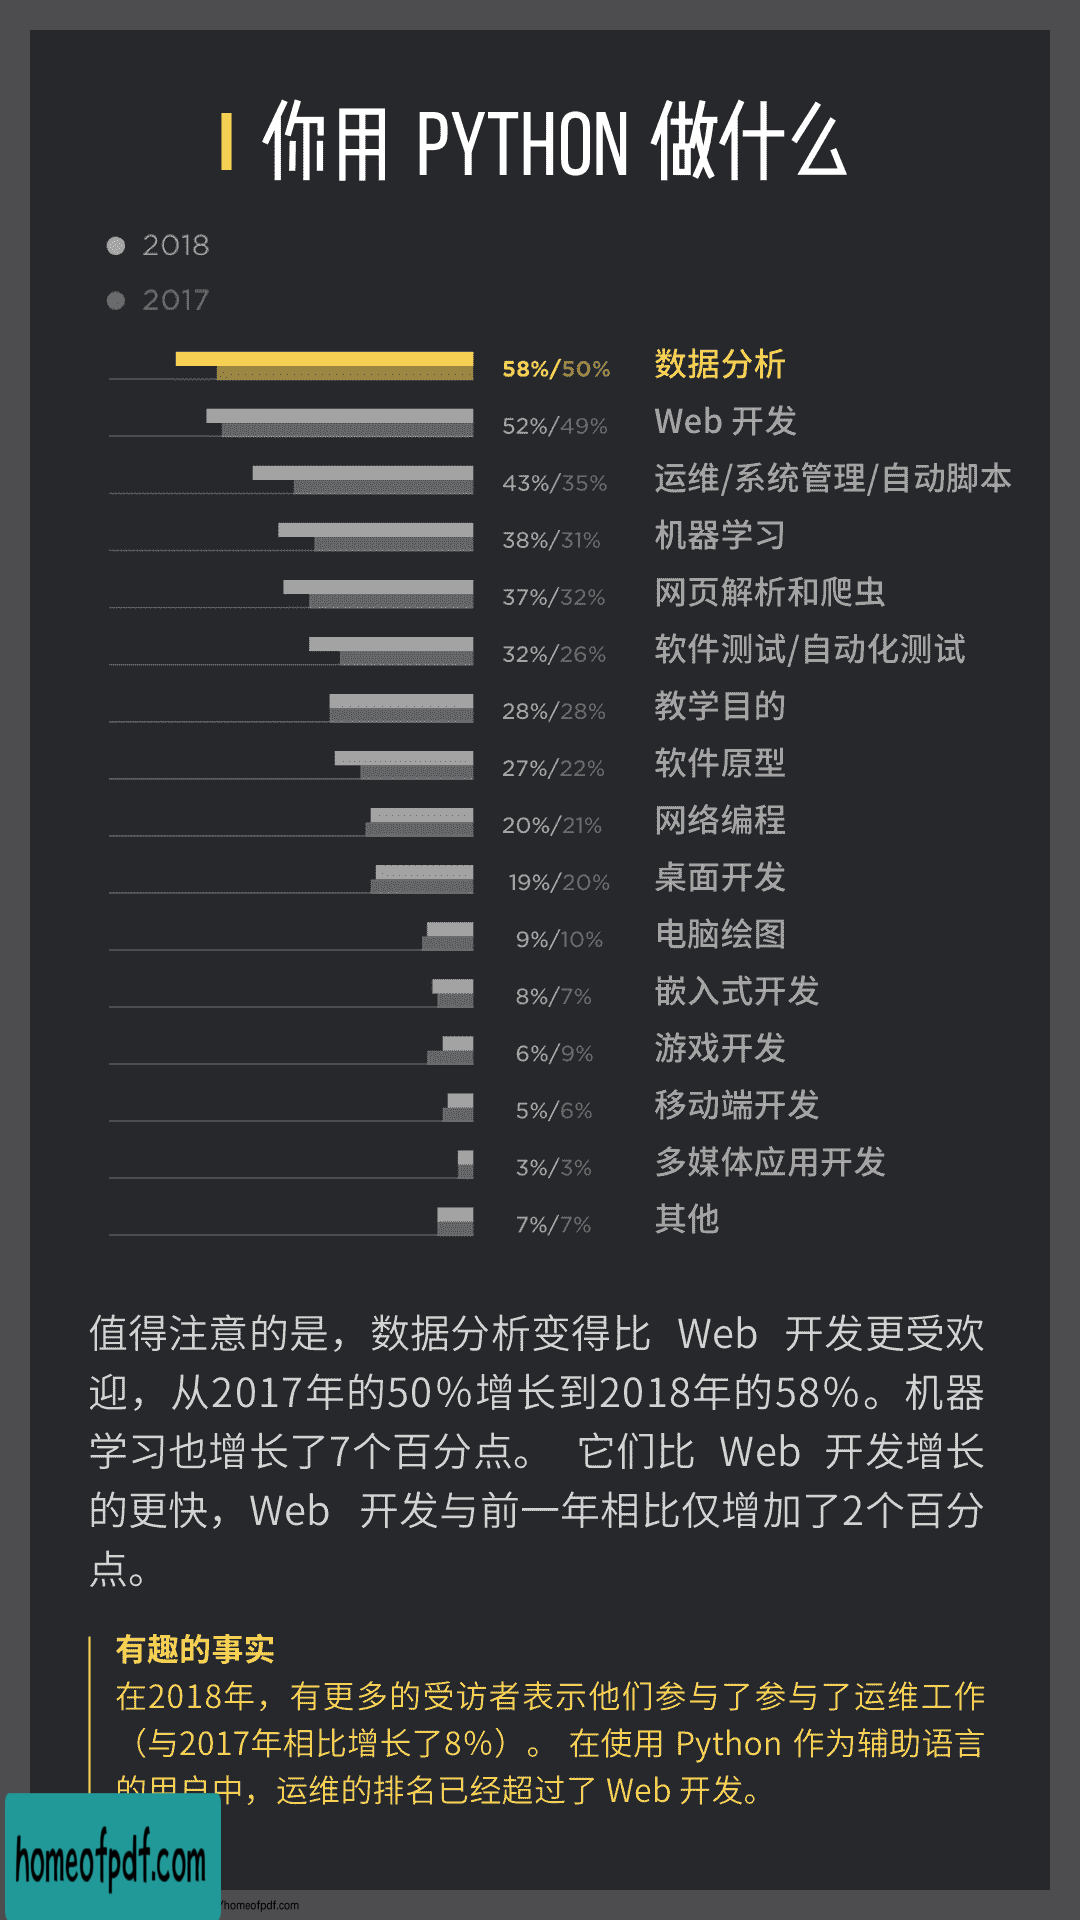 你用 PYTHON 做什么
2018
2017
58%/50% 数据分析
52%/49% Web 开发
43%/35% 运维/系统管理/自动脚本
38%/31% 机器学习
37%/32% 网页解析和爬虫
32%/26% 软件测试/自动化测试
28%/28% 教学目的
27%/22% 软件原型
20%/21% 网络编程
19%/20% 桌面开发
9%/10% 电脑绘图
8%/7% 嵌入式开发
6%/9% 游戏开发
5%/6% 移动端开发
3%/3% 多媒体应用开发
7%/7% 其他
值得注意的是，数据分析变得比 Web 开发更受欢
迎，从2017年的50%增长到2018年的58%。机器
学习也增长了7个百分点。 它们比 Web 开发增长
的更快，Web 开发与前一年相比仅增加了2个百分
点。
有趣的事实
在2018年，有更多的受访者表示他们参与了参与了运维工作
（与2017年相比增长了8%）。 在使用 Python 作为辅助语言
的用户中，运维的排名已经超过了 Web 开发。
homeofpdf.com
/homeofpdf.com